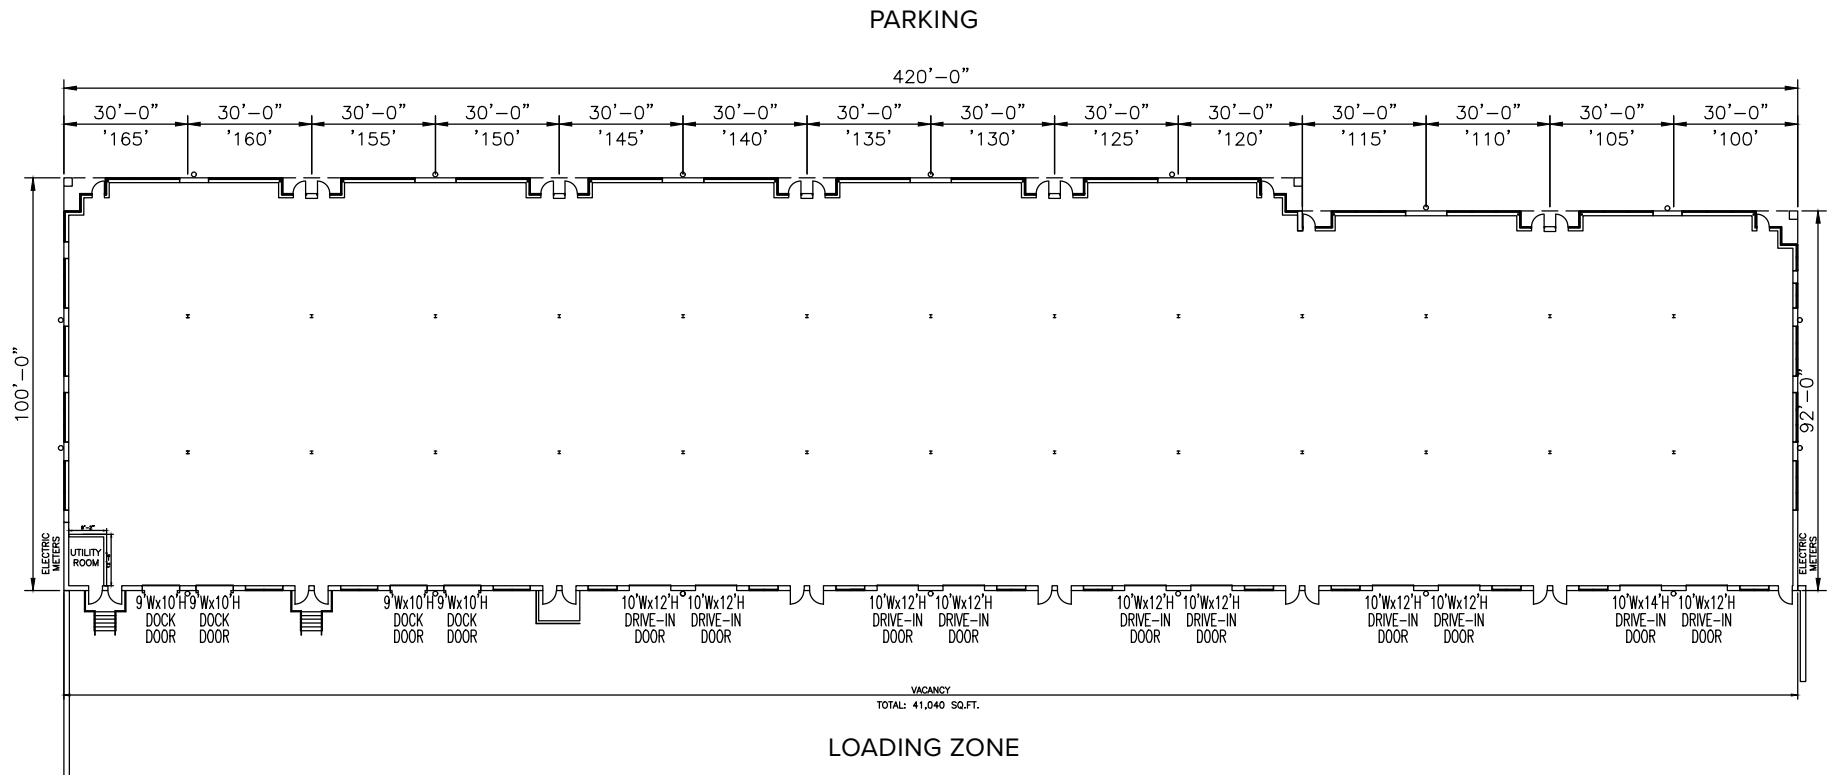 PARKING
420'-0"
30'-0" 30'-0" 30'-0" 30'-0" 30'-0" 30'-0" 30'-0" 30'-0" 30'-0" 30'-0" 30'-0" 30'-0" 30'-0" 30'-0"
'165' '160' '155' '150' '145' '140' '135' '130' '125' '120' '115' '110' '105' '100'
100'-0"
92'-0"
ELECTRIC
METERS
UTILITY
ROOM
ELECTRIC
METERS
9'Wx10'H 9'Wx10'H 9'Wx10'H 9'Wx10'H 10'Wx12'H 10'Wx12'H 10'Wx12'H 10'Wx12'H 10'Wx12'H 10'Wx12'H 10'Wx12'H 10'Wx12'H 10'Wx14'H 10'Wx12'H
DOCK DOCK DOCK DOCK DRIVE-IN DRIVE-IN DRIVE-IN DRIVE-IN DRIVE-IN DRIVE-IN DRIVE-IN DRIVE-IN DRIVE-IN DRIVE-IN
DOOR DOOR DOOR DOOR DOOR DOOR DOOR DOOR DOOR DOOR DOOR DOOR DOOR DOOR
VACANCY
TOTAL: 41,040 SQ.FT.
LOADING ZONE